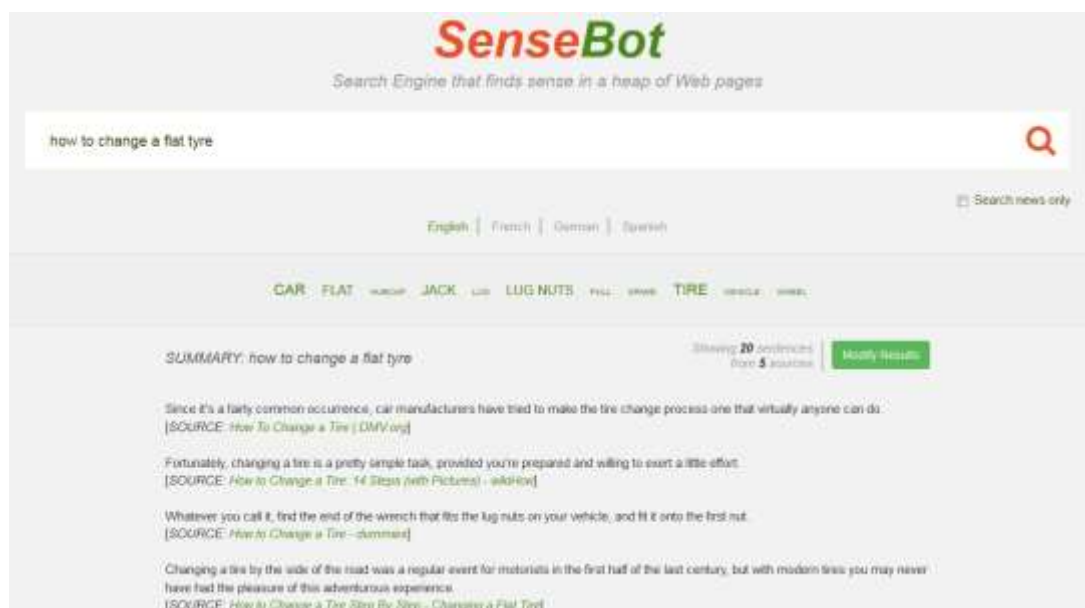 SenseBot
Search Engine that finds sense in a heap of Web pages
how to change a flat tyre
Search news only
English | French | German | Spanish
CAR FLAT HUBCAP JACK LUG LUG NUTS PULL SPARE TIRE VEHICLE WHEEL
SUMMARY: how to change a flat tyre
Showing 20 sentences
from 5 sources
Modify Results
Since it's a fairly common occurrence, car manufacturers have tried to make the tire change process one that virtually anyone can do.
[SOURCE: How To Change a Tire | DMV.org]
Fortunately, changing a tire is a pretty simple task, provided you're prepared and willing to exert a little effort.
[SOURCE: How to Change a Tire: 14 Steps (with Pictures) - wikiHow]
Whatever you call it, find the end of the wrench that fits the lug nuts on your vehicle, and fit it onto the first nut.
[SOURCE: How to Change a Tire - dummies]
Changing a tire by the side of the road was a regular event for motorists in the first half of the last century, but with modern tires you may never
have had the pleasure of this adventurous experience.
[SOURCE: How to Change a Tire Step By Step - Changing a Flat Tire]